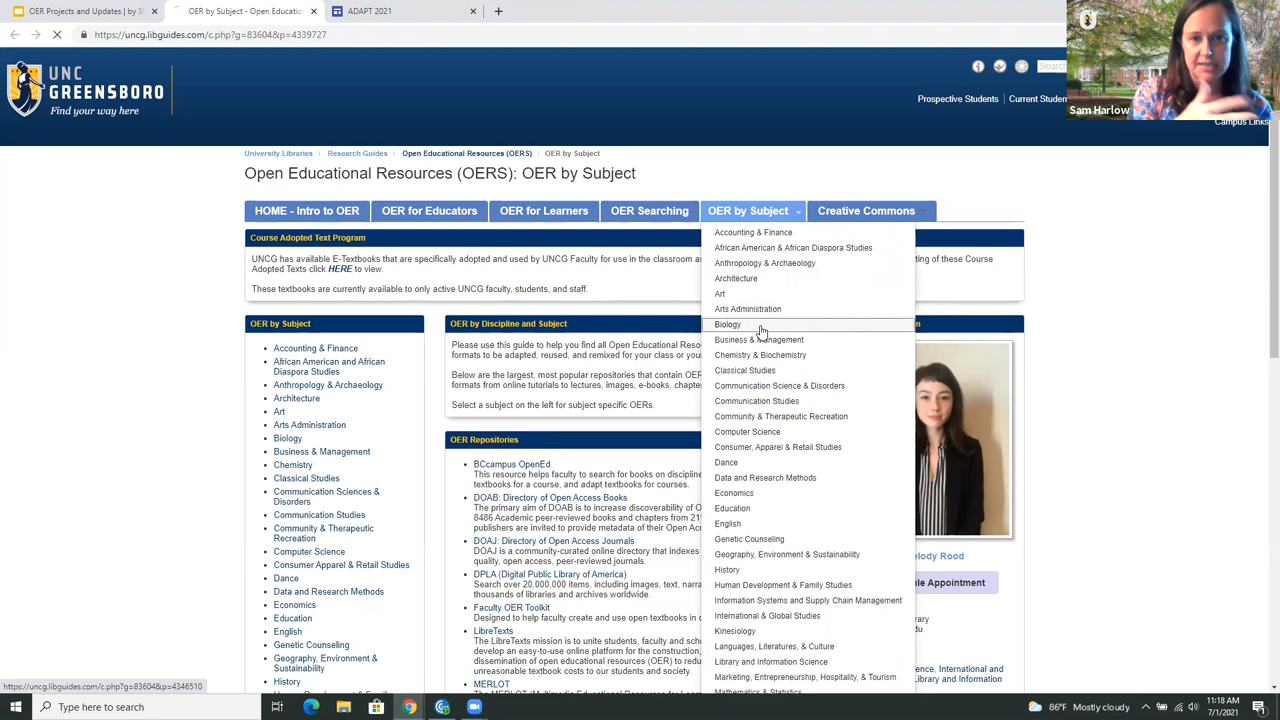 OER Projects and Updates | by S
OER by Subject - Open Educatio
ADAPT 2021
https://uncg.libguides.com/c.php?g=83604&p=4339727
UNC
GREENSBORO
Find your way here
Search
Prospective Students
Current Studen
Sam Harlow
Campus Links
University Libraries / Research Guides / Open Educational Resources (OERS) / OER by Subject
Open Educational Resources (OERS): OER by Subject
HOME - Intro to OER
OER for Educators
OER for Learners
OER Searching
OER by Subject
Creative Commons
Course Adopted Text Program
UNCG has available E-Textbooks that are specifically adopted and used by UNCG Faculty for use in the classroom as
ting of these Course
Adopted Texts click HERE to view.
These textbooks are currently available to only active UNCG faculty, students, and staff.
OER by Subject
Accounting & Finance
African American and African
Diaspora Studies
Anthropology & Archaeology
Architecture
Art
Arts Administration
Biology
Business & Management
Chemistry
Classical Studies
Communication Sciences &
Disorders
Communication Studies
Community & Therapeutic
Recreation
Computer Science
Consumer Apparel & Retail Studies
Dance
Data and Research Methods
Economics
Education
English
Genetic Counseling
Geography, Environment &
Sustainability
History
OER by Discipline and Subject
Please use this guide to help you find all Open Educational Reso
formats to be adapted, reused, and remixed for your class or you
Below are the largest, most popular repositories that contain OER
formats from online tutorials to lectures, images, e-books, chapte
Select a subject on the left for subject specific OERs.
OER Repositories
BCcampus OpenEd
This resource helps faculty to search for books on discipline
textbooks for a course, and adapt textbooks for courses.
DOAB: Directory of Open Access Books
The primary aim of DOAB is to increase discoverability of O
8486 Academic peer-reviewed books and chapters from 21
publishers are invited to provide metadata of their Open Ac
DOAJ: Directory of Open Access Journals
DOAJ is a community-curated online directory that indexes
quality, open access, peer-reviewed journals.
DPLA (Digital Public Library of America)
Search over 20,000,000 items, including images, text, narra
thousands of libraries and archives worldwide.
Faculty OER Toolkit
Designed to help faculty create and use open textbooks in c
LibreTexts
The LibreTexts mission is to unite students, faculty and sch
develop an easy-to-use online platform for the construction,
dissemination of open educational resources (OER) to redu
unreasonable textbook costs to our students and society.
MERLOT
Accounting & Finance
African American & African Diaspora Studies
Anthropology & Archaeology
Architecture
Art
Arts Administration
Biology
Business & Management
Chemistry & Biochemistry
Classical Studies
Communication Science & Disorders
Communication Studies
Community & Therapeutic Recreation
Computer Science
Consumer, Apparel & Retail Studies
Dance
Data and Research Methods
Economics
Education
English
Genetic Counseling
Geography, Environment & Sustainability
History
Human Development & Family Studies
Information Systems and Supply Chain Management
International & Global Studies
Kinesiology
Languages, Literatures, & Culture
Library and Information Science
Marketing, Entrepreneurship, Hospitality, & Tourism
Mathematics & Statistics
n
elody Rood
le Appointment
rary
du
ence, International and
Library and Information
https://uncg.libguides.com/c.php?g=83604&p=4346510
Type here to search
86°F Mostly cloudy
11:18 AM
7/1/2021